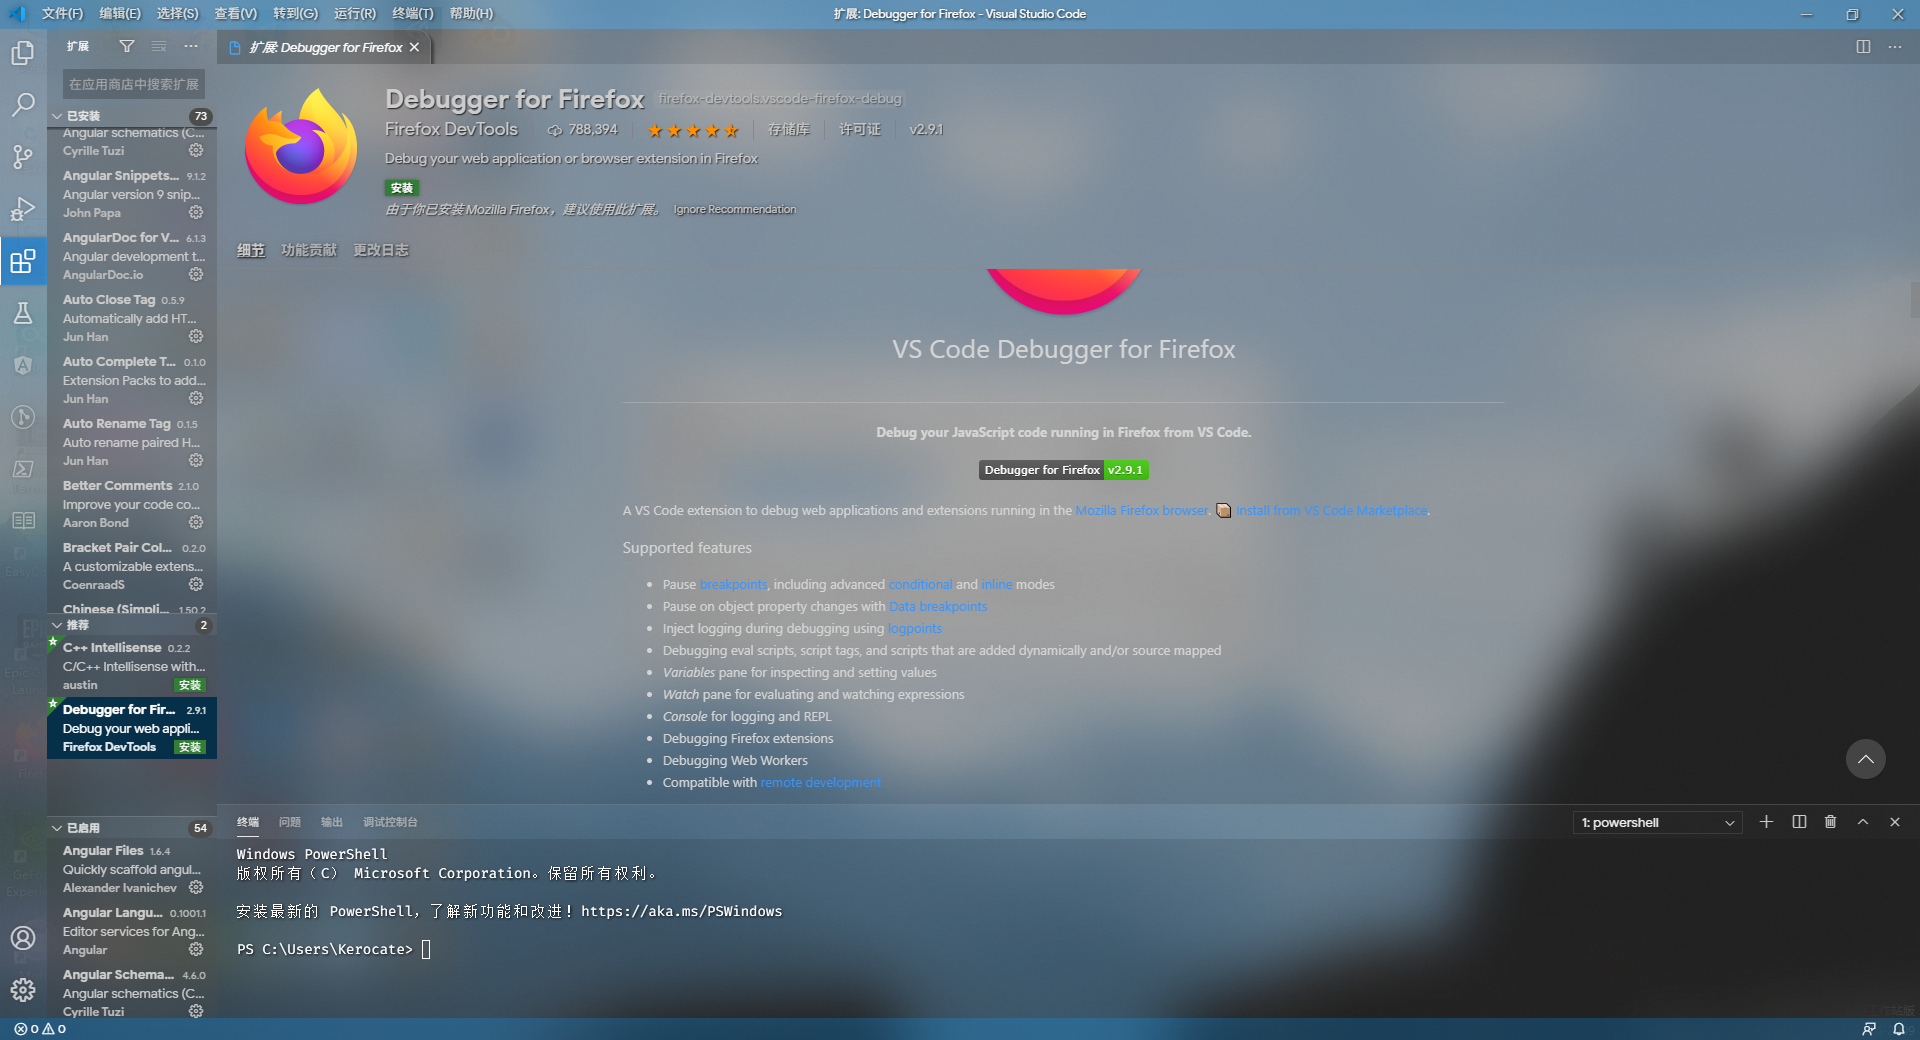 文件(F) 编辑(E) 选择(S) 查看(V) 转到(G) 运行(R) 终端(T) 帮助(H)
扩展: Debugger for Firefox - Visual Studio Code
扩展
扩展: Debugger for Firefox
在应用商店中搜索扩展
已安装 73
Angular schematics (C...
Cyrille Tuzi
Angular Snippets... 9.1.2
Angular version 9 snip...
John Papa
AngularDoc for V... 6.1.3
Angular development t...
AngularDoc.io
Auto Close Tag 0.5.9
Automatically add HT...
Jun Han
Auto Complete T... 0.1.0
Extension Packs to add...
Jun Han
Auto Rename Tag 0.1.5
Auto rename paired H...
Jun Han
Better Comments 2.1.0
Improve your code co...
Aaron Bond
Bracket Pair Col... 0.2.0
A customizable extens...
CoenraadS
Chinese (Simpli... 1.50.2
推荐 2
C++ Intellisense 0.2.2
C/C++ Intellisense with...
austin 安装
Debugger for Fir... 2.9.1
Debug your web appli...
Firefox DevTools 安装
已启用 54
Angular Files 1.6.4
Quickly scaffold angul...
Alexander Ivanichev
Angular Langu... 0.1001.1
Editor services for Ang...
Angular
Angular Schema... 4.6.0
Angular schematics (C...
Cyrille Tuzi
Debugger for Firefox firefox-devtools.vscode-firefox-debug
Firefox DevTools 788,394 存储库 许可证 v2.9.1
Debug your web application or browser extension in Firefox
安装
由于你已安装 Mozilla Firefox，建议使用此扩展。 Ignore Recommendation
细节 功能贡献 更改日志
VS Code Debugger for Firefox
Debug your JavaScript code running in Firefox from VS Code.
Debugger for Firefox v2.9.1
A VS Code extension to debug web applications and extensions running in the Mozilla Firefox browser. Install from VS Code Marketplace.
Supported features
• Pause breakpoints, including advanced conditional and inline modes
• Pause on object property changes with Data breakpoints
• Inject logging during debugging using logpoints
• Debugging eval scripts, script tags, and scripts that are added dynamically and/or source mapped
• Variables pane for inspecting and setting values
• Watch pane for evaluating and watching expressions
• Console for logging and REPL
• Debugging Firefox extensions
• Debugging Web Workers
• Compatible with remote development
终端 问题 输出 调试控制台
1: powershell
Windows PowerShell
版权所有（C） Microsoft Corporation。保留所有权利。
安装最新的 PowerShell，了解新功能和改进！https://aka.ms/PSWindows
PS C:\Users\Kerocate>
0 0